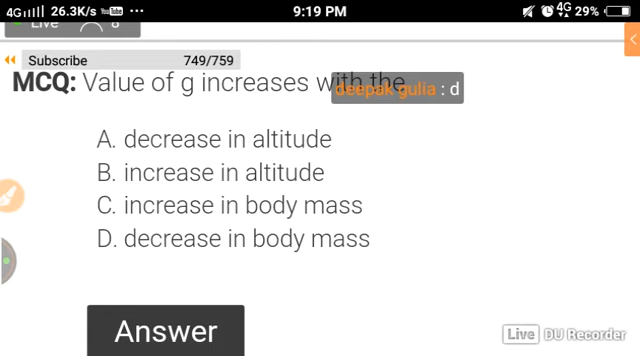 4G 26.3K/s YouTube ··· 9:19 PM 4G 29%
Live 8
Subscribe 749/759
MCQ: Value of g increases with the
deepak gulia : d
A. decrease in altitude
B. increase in altitude
C. increase in body mass
D. decrease in body mass
Answer
Live DU Recorder